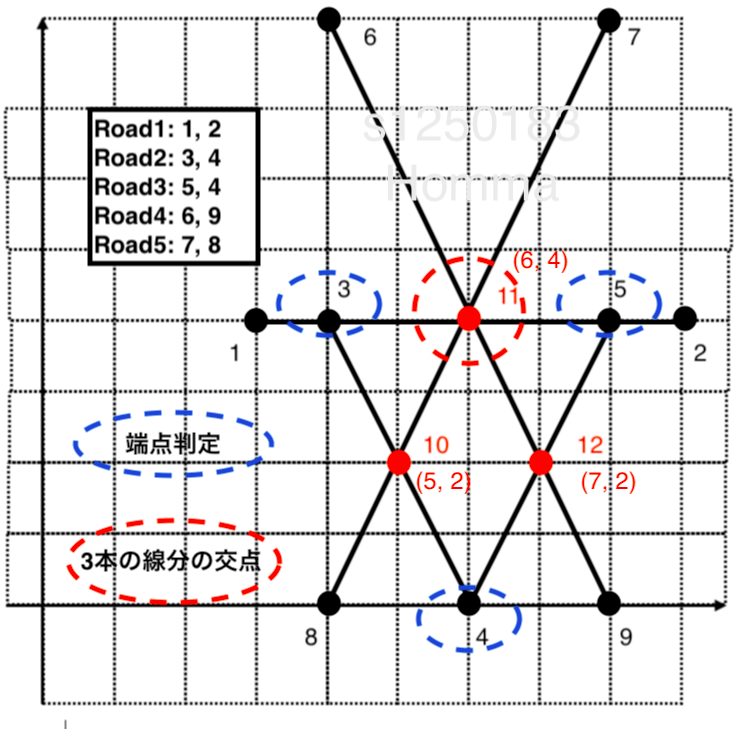 6
7
s1250183
Homma
Road1: 1, 2
Road2: 3, 4
Road3: 5, 4
Road4: 6, 9
Road5: 7, 8
(6, 4)
3
11
5
1
2
端点判定
10
12
(5, 2)
(7, 2)
3本の線分の交点
8
4
9